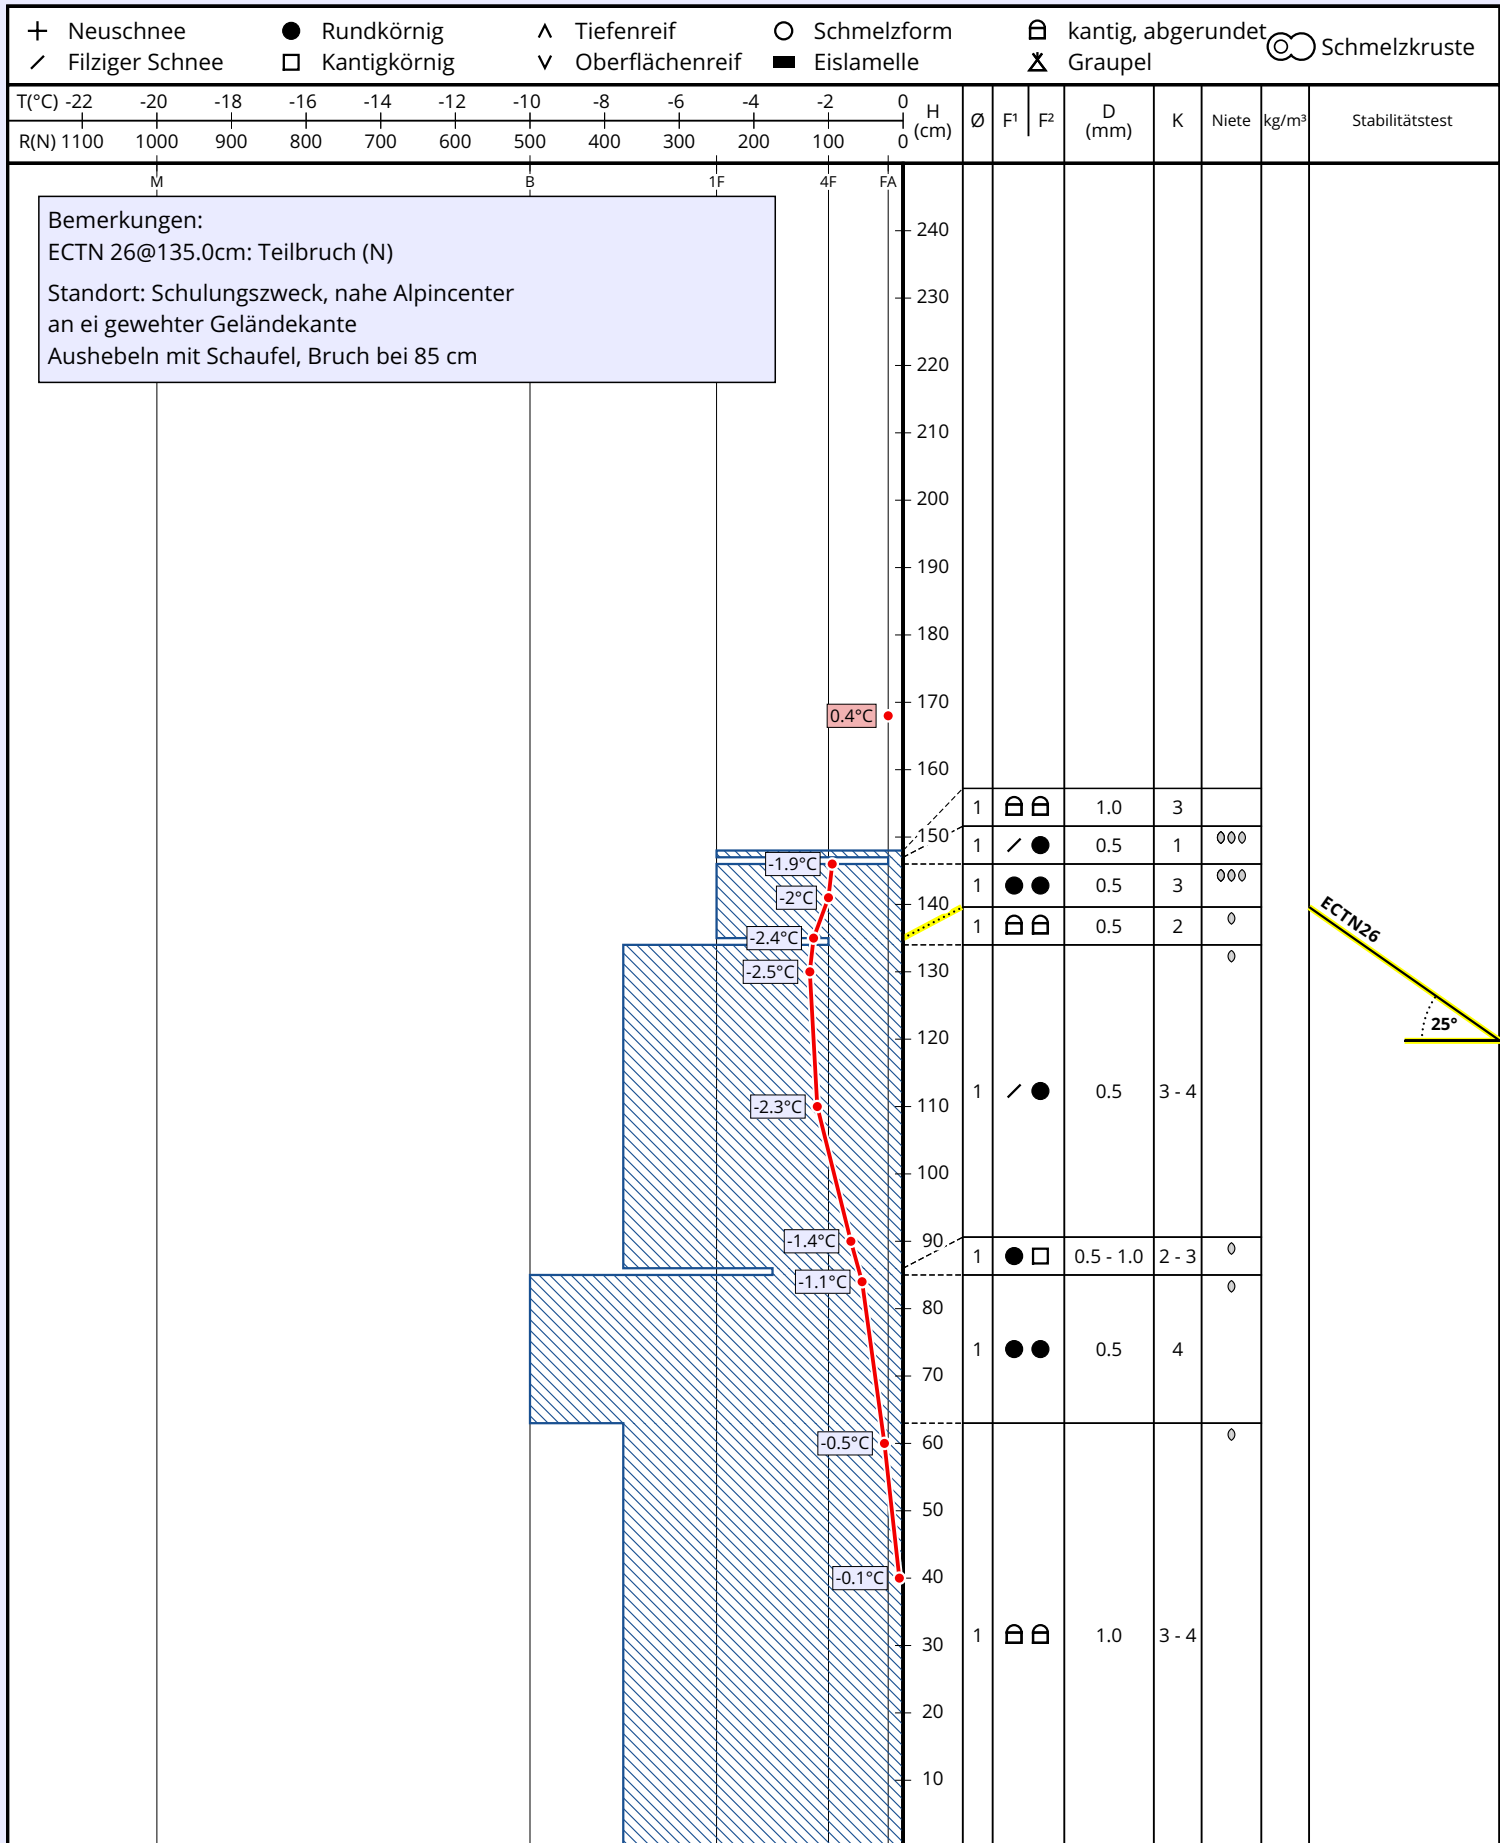 Neuschnee Rundkörnig Tiefenreif Schmelzform kantig, abgerundet Schmelzkruste
Filziger Schnee Kantigkörnig Oberflächenreif Eislamelle Graupel
T(°C) -22 -20 -18 -16 -14 -12 -10 -8 -6 -4 -2 0
R(N) 1100 1000 900 800 700 600 500 400 300 200 100 0
H (cm) Ø F¹ F² D (mm) K Niete kg/m³ Stabilitätstest
M B 1F 4F FA
Bemerkungen:
ECTN 26@135.0cm: Teilbruch (N)
Standort: Schulungszweck, nahe Alpincenter
an ei gewehter Geländekante
Aushebeln mit Schaufel, Bruch bei 85 cm
240
230
220
210
200
190
180
170
0.4°C
160
1 1.0 3
150
1 0.5 1
-1.9°C
1 0.5 3
-2°C
140
1 0.5 2
ECTN26
-2.4°C
-2.5°C
130
25°
120
1 0.5 3 - 4
-2.3°C
110
100
-1.4°C
90
1 0.5 - 1.0 2 - 3
-1.1°C
80
1 0.5 4
70
-0.5°C
60
50
-0.1°C
40
1 1.0 3 - 4
30
20
10